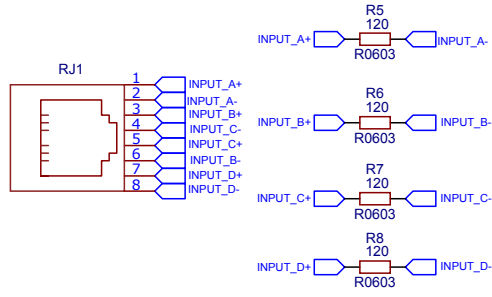 RJ1
1 INPUT_A+
2 INPUT_A-
3 INPUT_B+
4 INPUT_C-
5 INPUT_C+
6 INPUT_B-
7 INPUT_D+
8 INPUT_D-
R5
120
INPUT_A+ INPUT_A-
R0603
R6
120
INPUT_B+ INPUT_B-
R0603
R7
120
INPUT_C+ INPUT_C-
R0603
R8
120
INPUT_D+ INPUT_D-
R0603